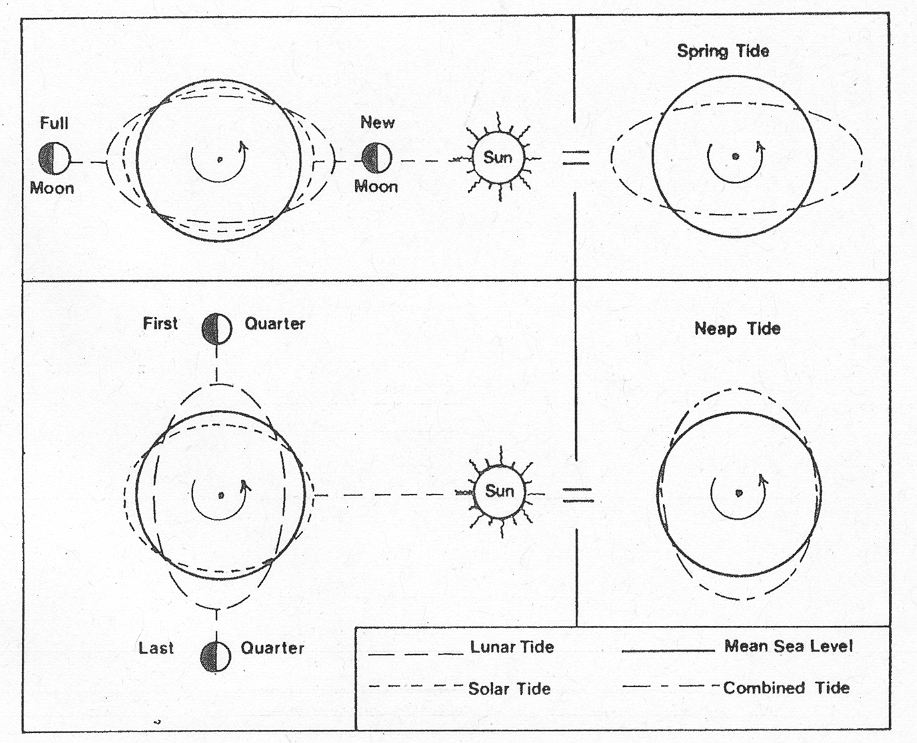 Spring Tide
Full
Moon
New
Moon
Sun
Neap Tide
First Quarter
Sun
Last Quarter
Lunar Tide
Mean Sea Level
Solar Tide
Combined Tide